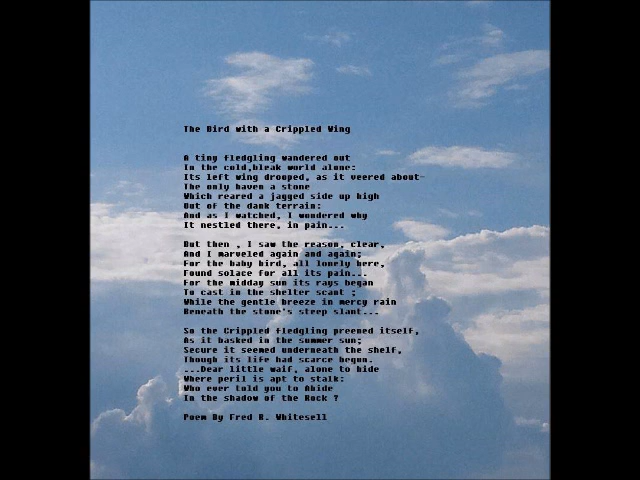 The Bird with a Crippled Wing
A tiny fledgling wandered out
In the cold,bleak world alone:
Its left wing drooped, as it veered about-
The only haven a stone
Which reared a jagged side up high
Out of the dank terrain:
And as I watched, I wondered why
It nestled there, in pain...
But then , I saw the reason, clear,
And I marveled again and again;
For the baby bird, all lonely here,
Found solace for all its pain...
For the midday sun its rays began
To cast in the shelter scant ;
While the gentle breeze in mercy ran
Beneath the stone's steep slant...
So the Crippled fledgling preened itself,
As it basked in the summer sun;
Secure it seemed underneath the shelf,
Though its life had scarce begun.
...Dear little waif, alone to hide
Where peril is apt to stalk:
Who ever told you to Abide
In the shadow of the Rock ?
Poem By Fred R. Whitesell